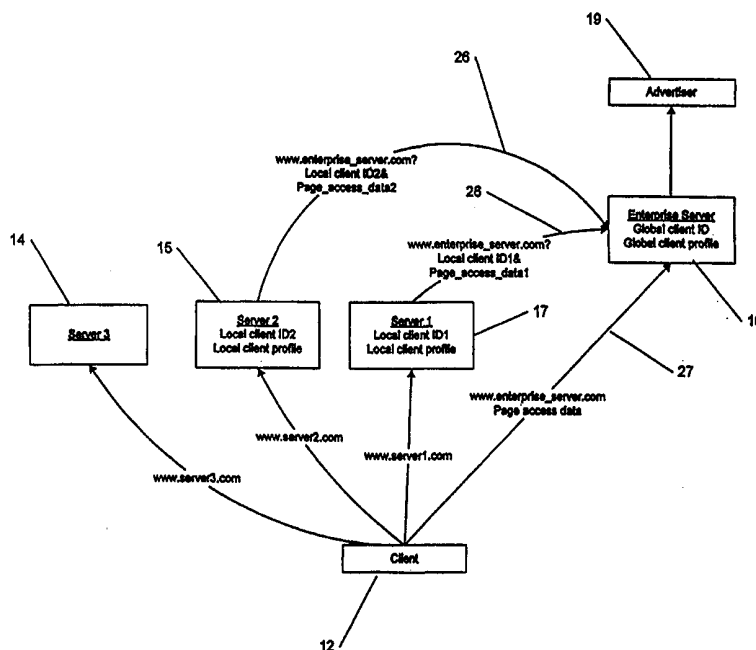 19
26
Advertiser
www.enterprise_server.com?
Local client ID2&
Page_access_data2
28
Enterprise Server
Global client ID
Global client profile
www.enterprise_server.com?
Local client ID1&
Page_access_data1
14
15
Server 3
Server 2
Local client ID2
Local client profile
Server 1
Local client ID1
Local client profile
17
27
www.enterprise_server.com
Page access data
www.server2.com
www.server1.com
www.server3.com
Client
12